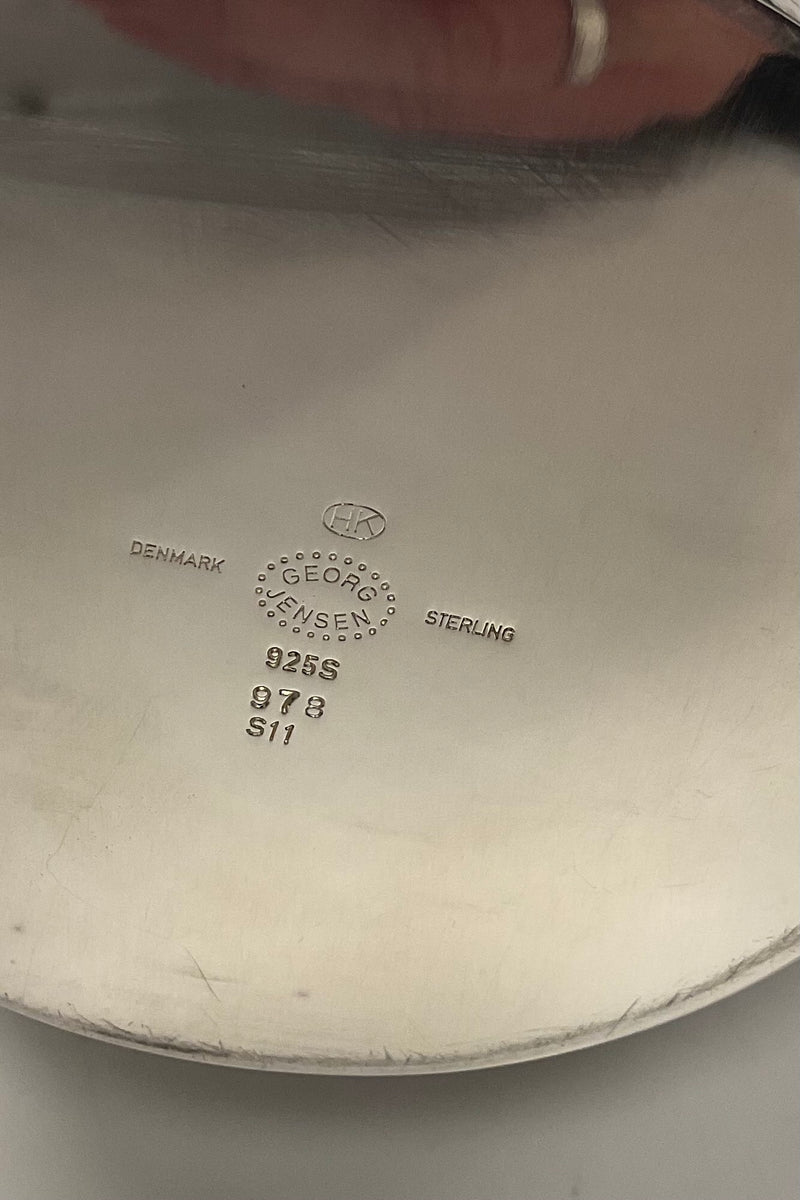 HK
DENMARK
GEORG
JENSEN
STERLING
925S
978
S11